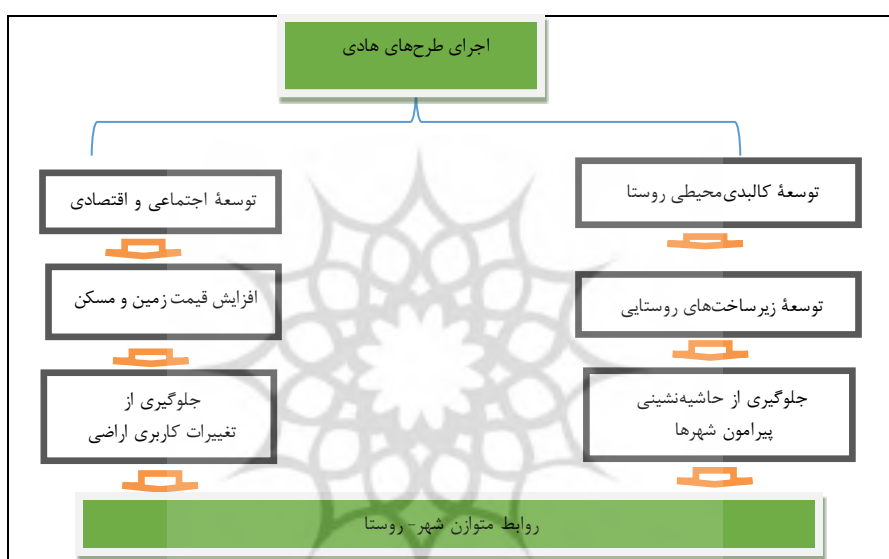 اجرای طرح‌های هادی
توسعهٔ کالبدی‌محیطی روستا
توسعهٔ اجتماعی و اقتصادی
توسعهٔ زیرساخت‌های روستایی
افزایش قیمت زمین و مسکن
جلوگیری از حاشیه‌نشینی
پیرامون شهرها
جلوگیری از
تغییرات کاربری اراضی
روابط متوازن شهر- روستا